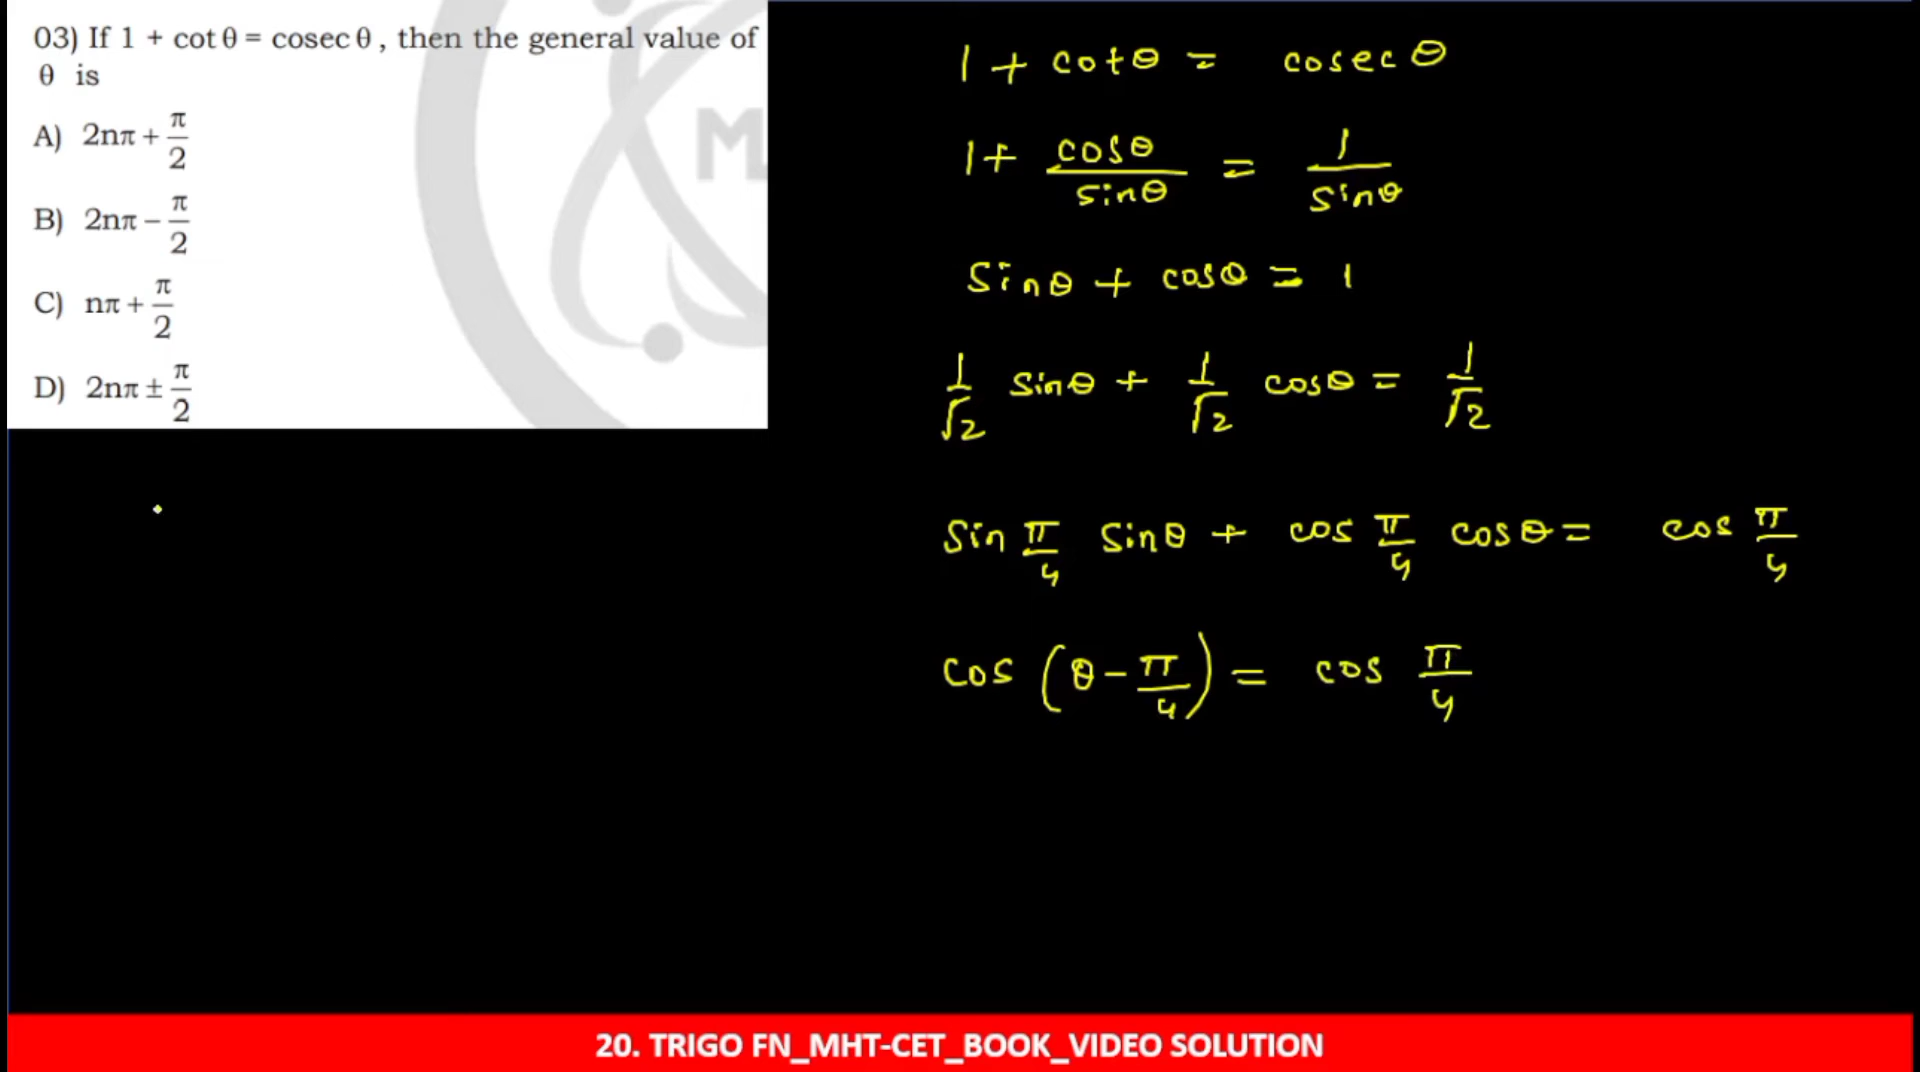 03) If 1 + cot θ = cosec θ , then the general value of
θ is
A) 2nπ + π/2
B) 2nπ − π/2
C) nπ + π/2
D) 2nπ ± π/2
1 + cotθ = cosec θ
1 + cosθ/sinθ = 1/sinθ
sinθ + cosθ = 1
1/√2 sinθ + 1/√2 cosθ = 1/√2
sin π/4 sinθ + cos π/4 cosθ = cos π/4
cos (θ − π/4) = cos π/4
20. TRIGO FN_MHT-CET_BOOK_VIDEO SOLUTION